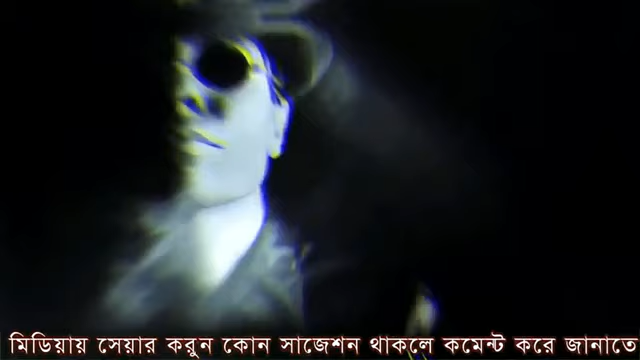 মিডিয়ায় সেয়ার করুন কোন সাজেশন থাকলে কমেন্ট করে জানাতে